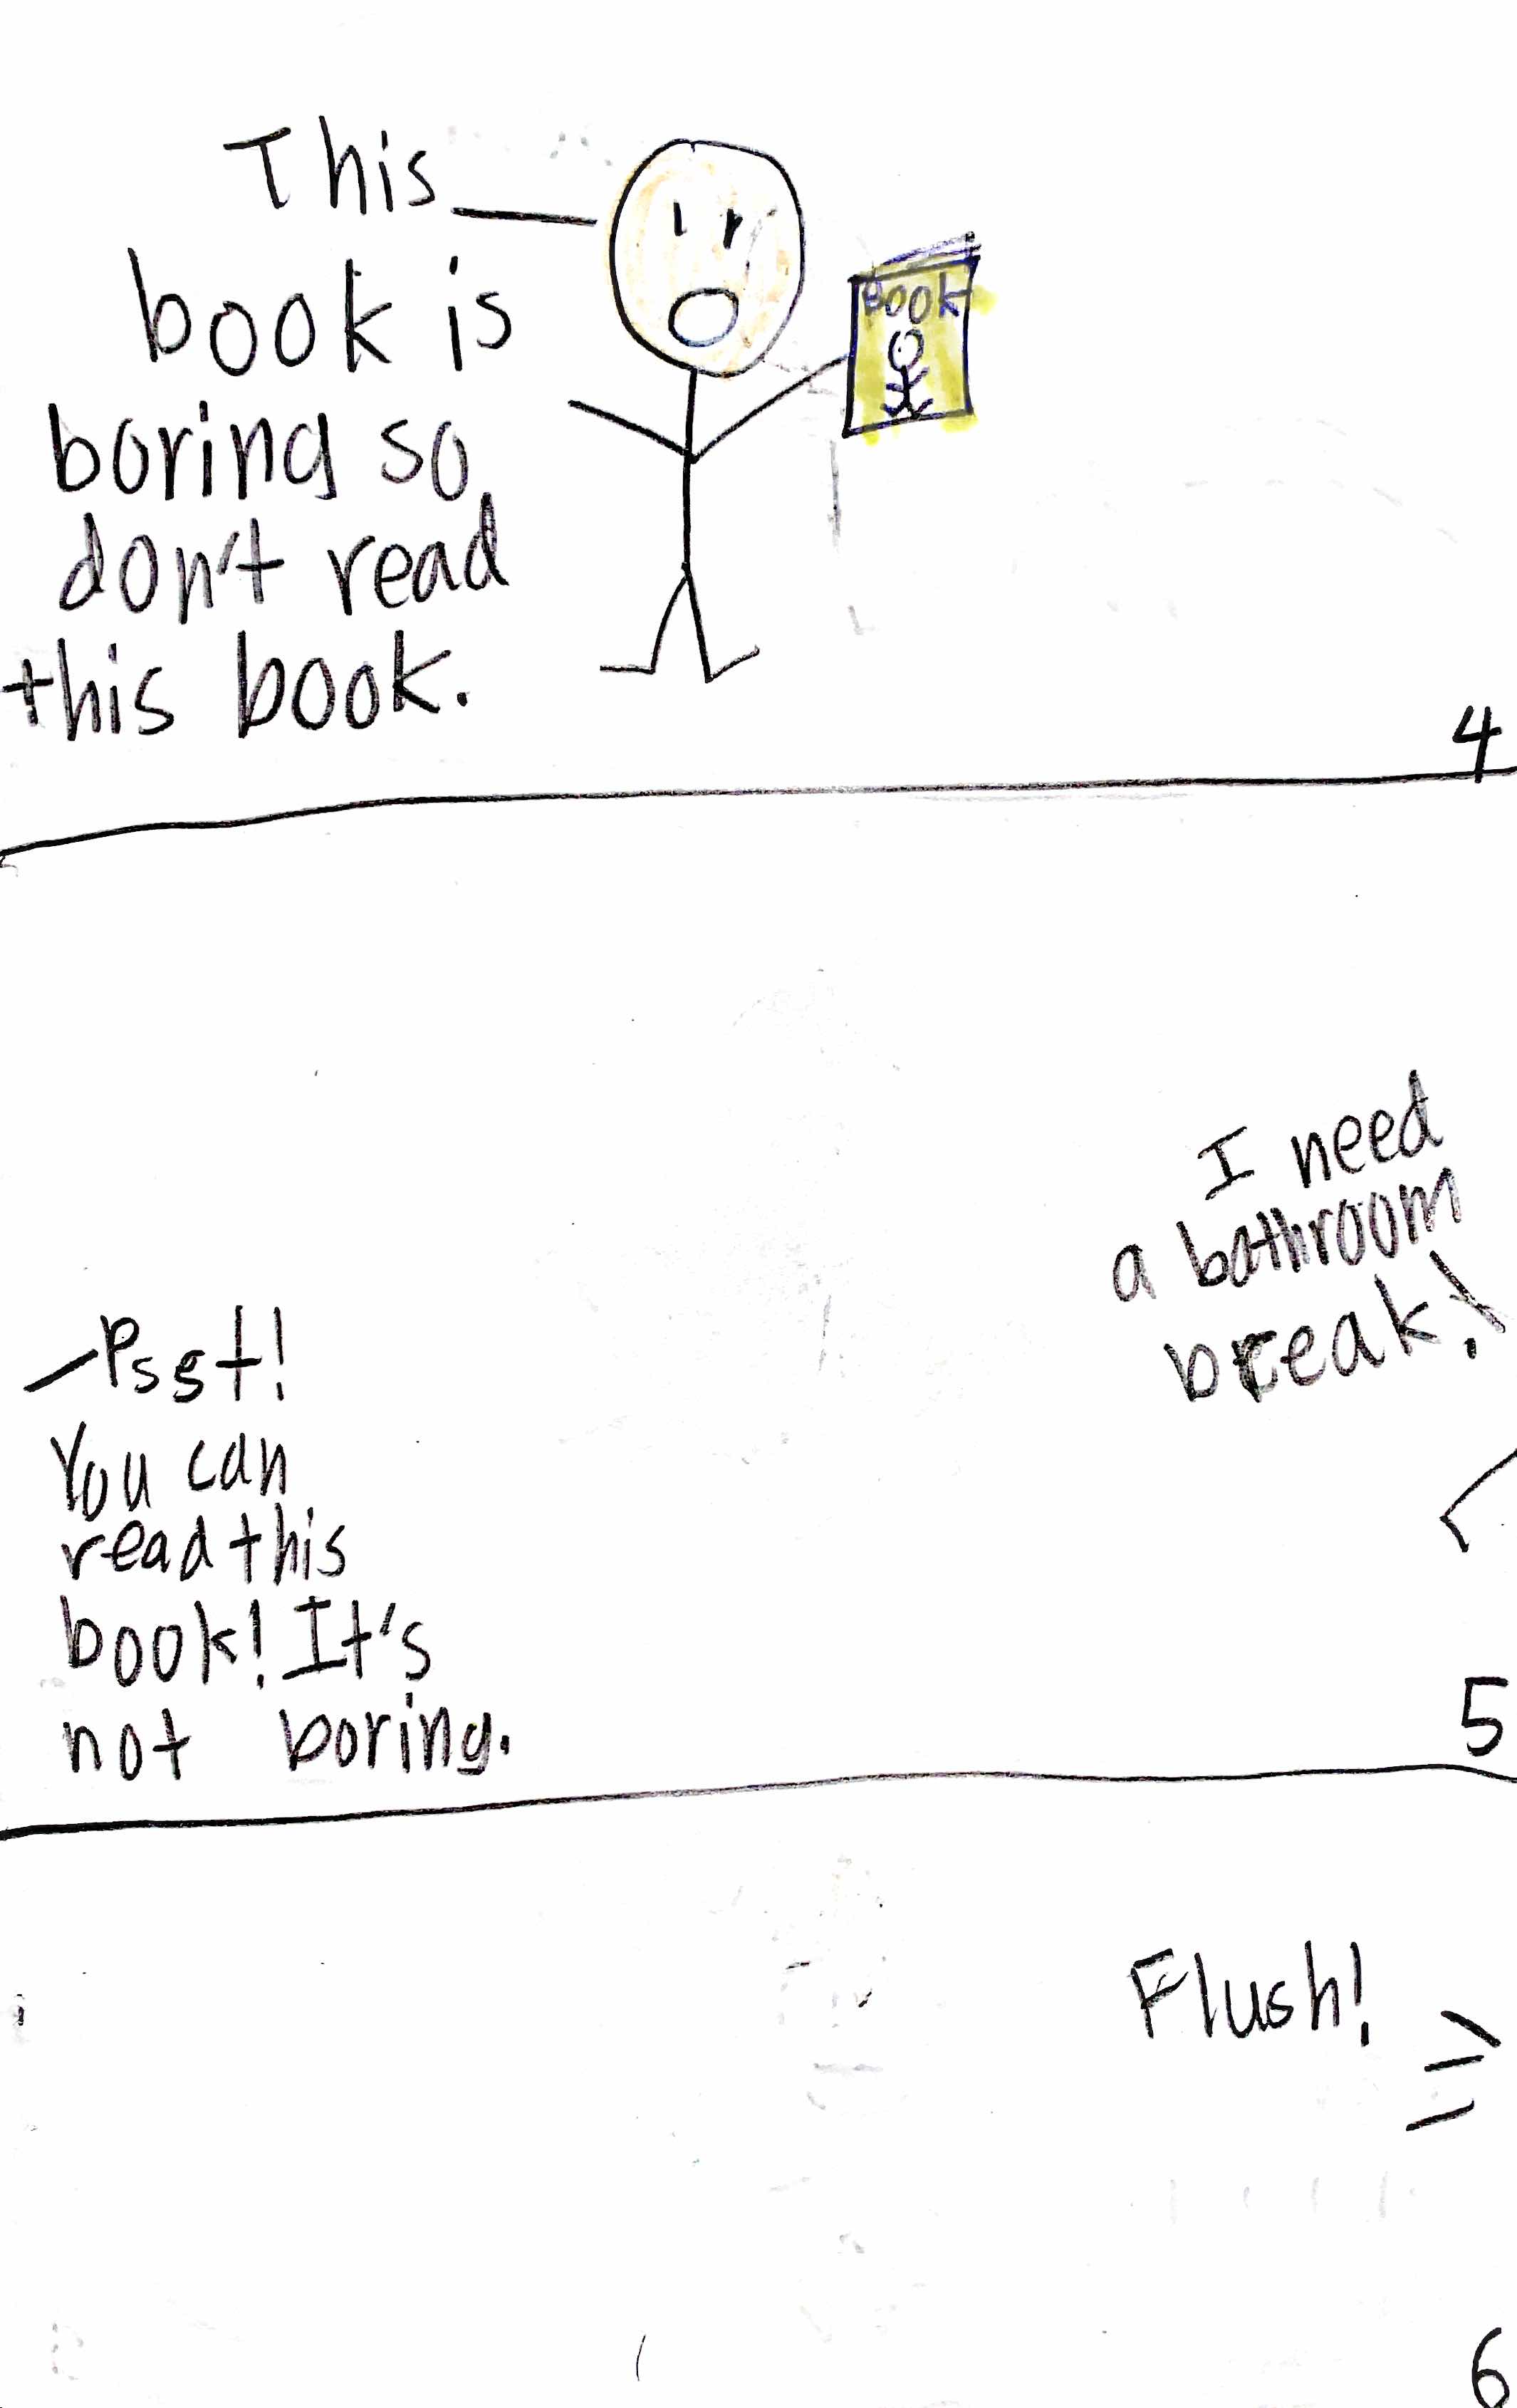 This
book is
boring so
don't read
this book.
Book
4
I need
a bathroom
break!
Psst!
You can
read this
book! It's
not boring.
5
Flush!
6